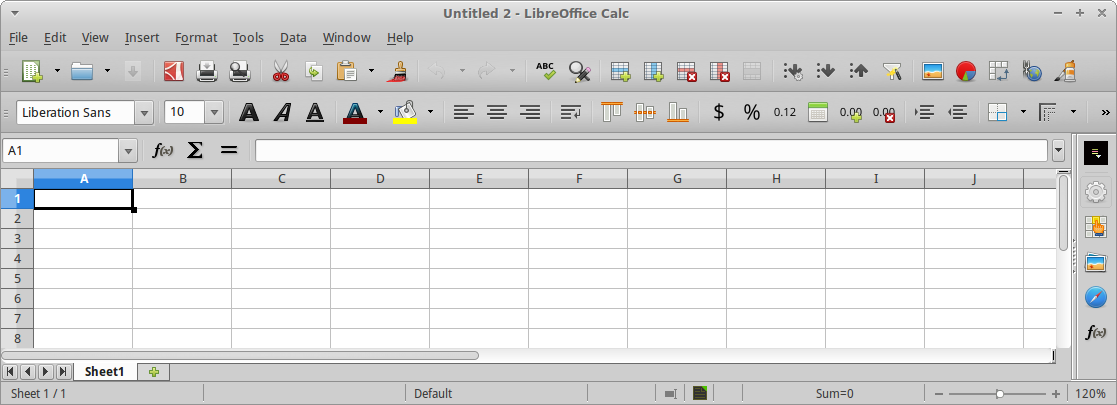 Untitled 2 - LibreOffice Calc
File Edit View Insert Format Tools Data Window Help
ABC
Liberation Sans 10 A A A A $ % 0.12 0.00 0.00 »
A1 f(x) Σ =
A B C D E F G H I J
1
2
3
4
5
6
7
8
f(x)
Sheet1
Sheet 1 / 1 Default Sum=0 120%